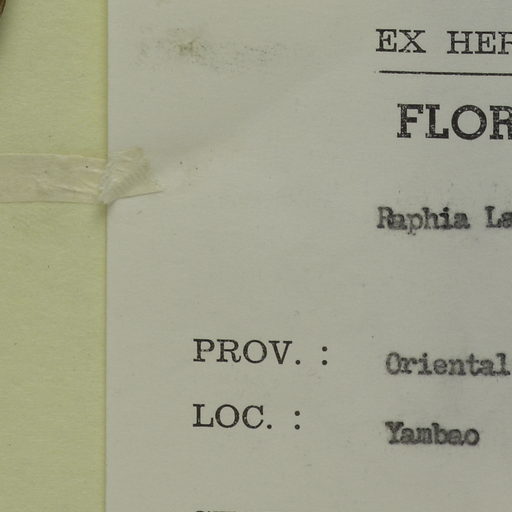 EX HER
FLOR
Raphia La
PROV. : Oriental
LOC. : Yambao